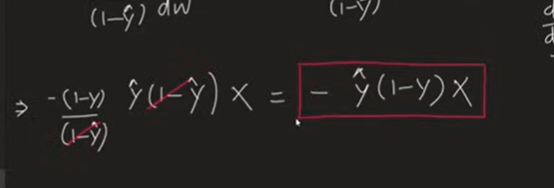 (1-ŷ) dw (1-ŷ) d
⇒ -(1-y)/(1-ŷ) ŷ(1-ŷ) X = - ŷ(1-y) X